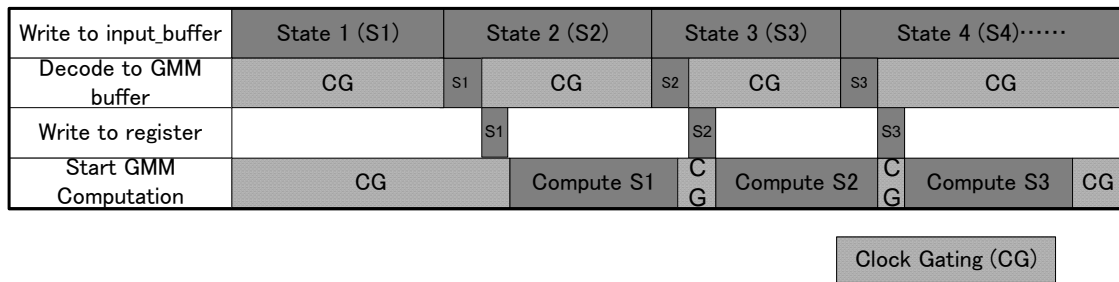 Write to input_buffer State 1 (S1) State 2 (S2) State 3 (S3) State 4 (S4)……
Decode to GMM
buffer
CG S1 CG S2 CG S3 CG
Write to register S1 S2 S3
Start GMM
Computation
CG Compute S1 C
G Compute S2 C
G Compute S3 CG
Clock Gating (CG)